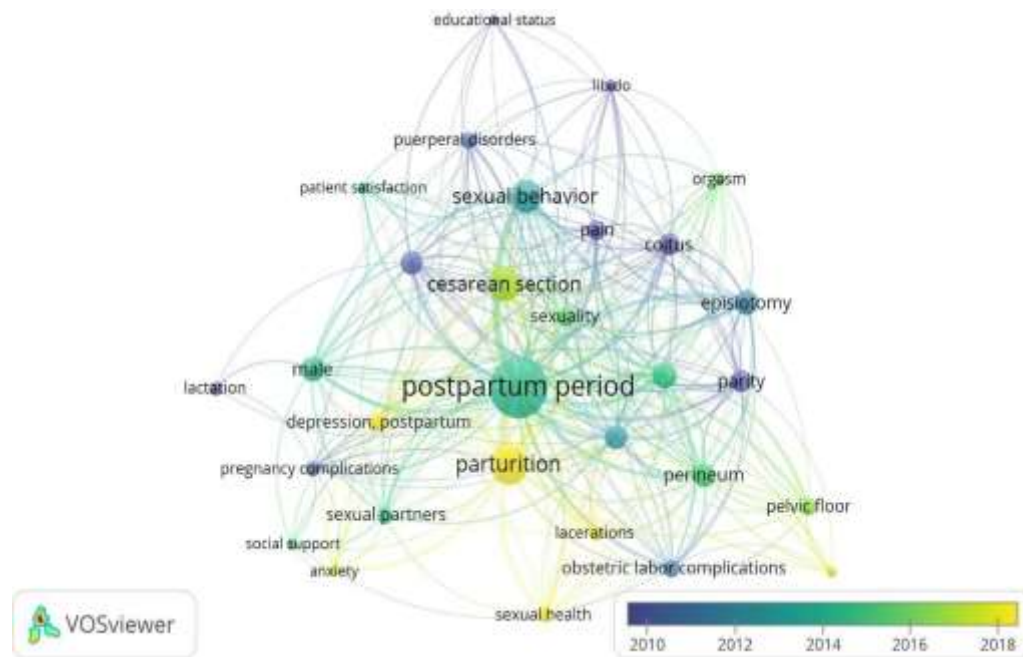 educational status
libido
puerperal disorders
orgasm
patient satisfaction
sexual behavior
pain
coitus
cesarean section
episiotomy
sexuality
male
parity
lactation
postpartum period
depression, postpartum
parturition
pregnancy complications
perineum
pelvic floor
sexual partners
lacerations
social support
anxiety
obstetric labor complications
sexual health
VOSviewer
2010 2012 2014 2016 2018